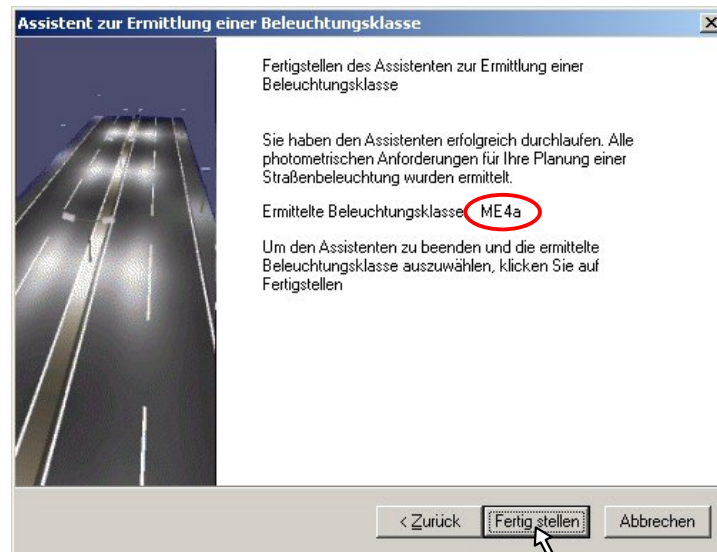 Assistent zur Ermittlung einer Beleuchtungsklasse
Fertigstellen des Assistenten zur Ermittlung einer
Beleuchtungsklasse
Sie haben den Assistenten erfolgreich durchlaufen. Alle
photometrischen Anforderungen für Ihre Planung einer
Straßenbeleuchtung wurden ermittelt.
Ermittelte Beleuchtungsklasse ME4a
Um den Assistenten zu beenden und die ermittelte
Beleuchtungsklasse auszuwählen, klicken Sie auf
Fertigstellen
< Zurück Fertig stellen Abbrechen